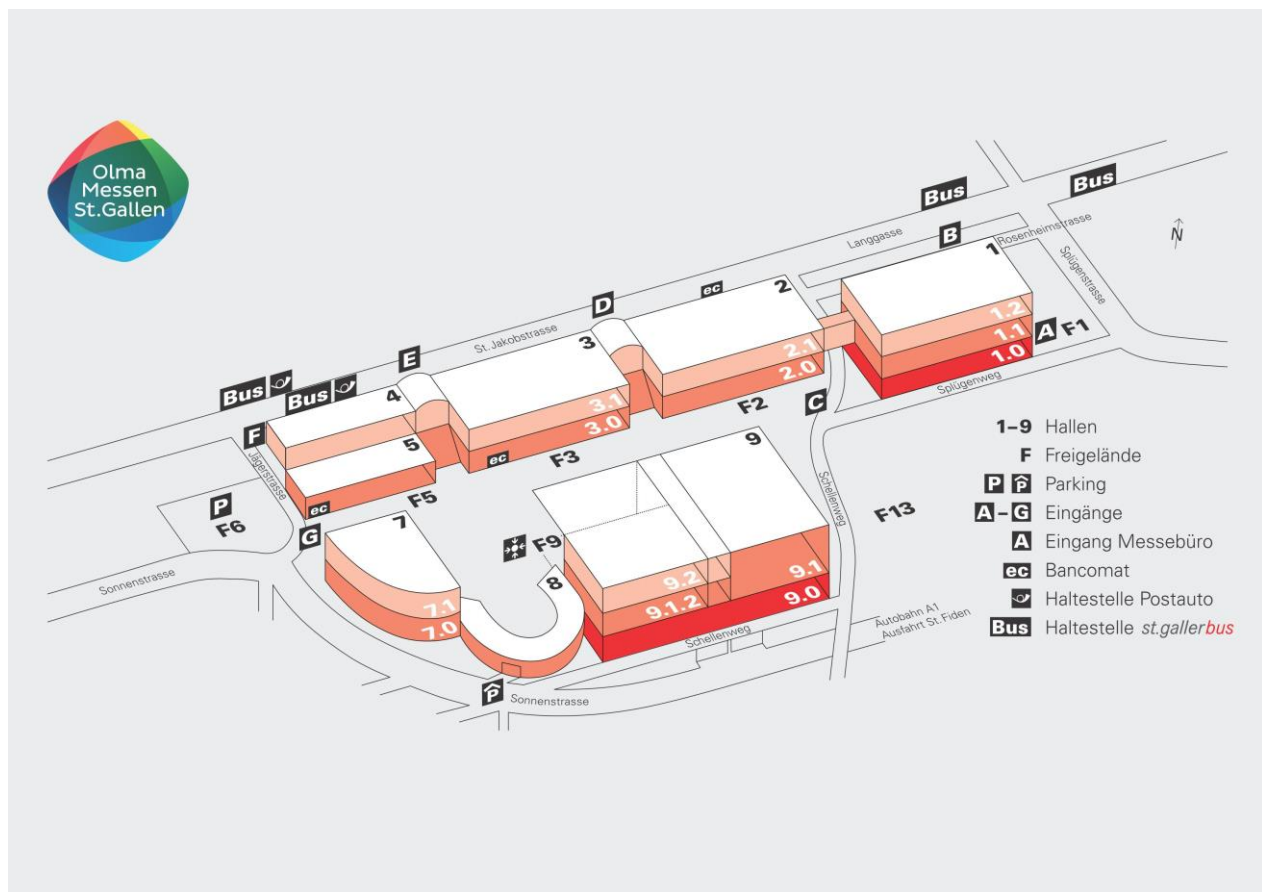 Olma
Messen
St.Gallen
Bus
Bus
Langgasse
B
Rosenheimstrasse
N
Splügenstrasse
1
1.2
1.1
1.0
A
F1
Splügenweg
ec
2
2.1
2.0
D
St. Jakobstrasse
3
3.1
3.0
E
F2
C
Bus
Bus
4
F
5
ec
F3
ec
F5
Jägerstrasse
P
F6
G
7
7.1
7.0
F9
8
9
9.2
9.1
9.1.2
9.0
Schellenweg
F13
Sonnenstrasse
Schellenweg
Autobahn A1
Ausfahrt St. Fiden
P
Sonnenstrasse
1–9 Hallen
F Freigelände
P P Parking
A–G Eingänge
A Eingang Messebüro
ec Bancomat
Haltestelle Postauto
Bus Haltestelle st.gallerbus